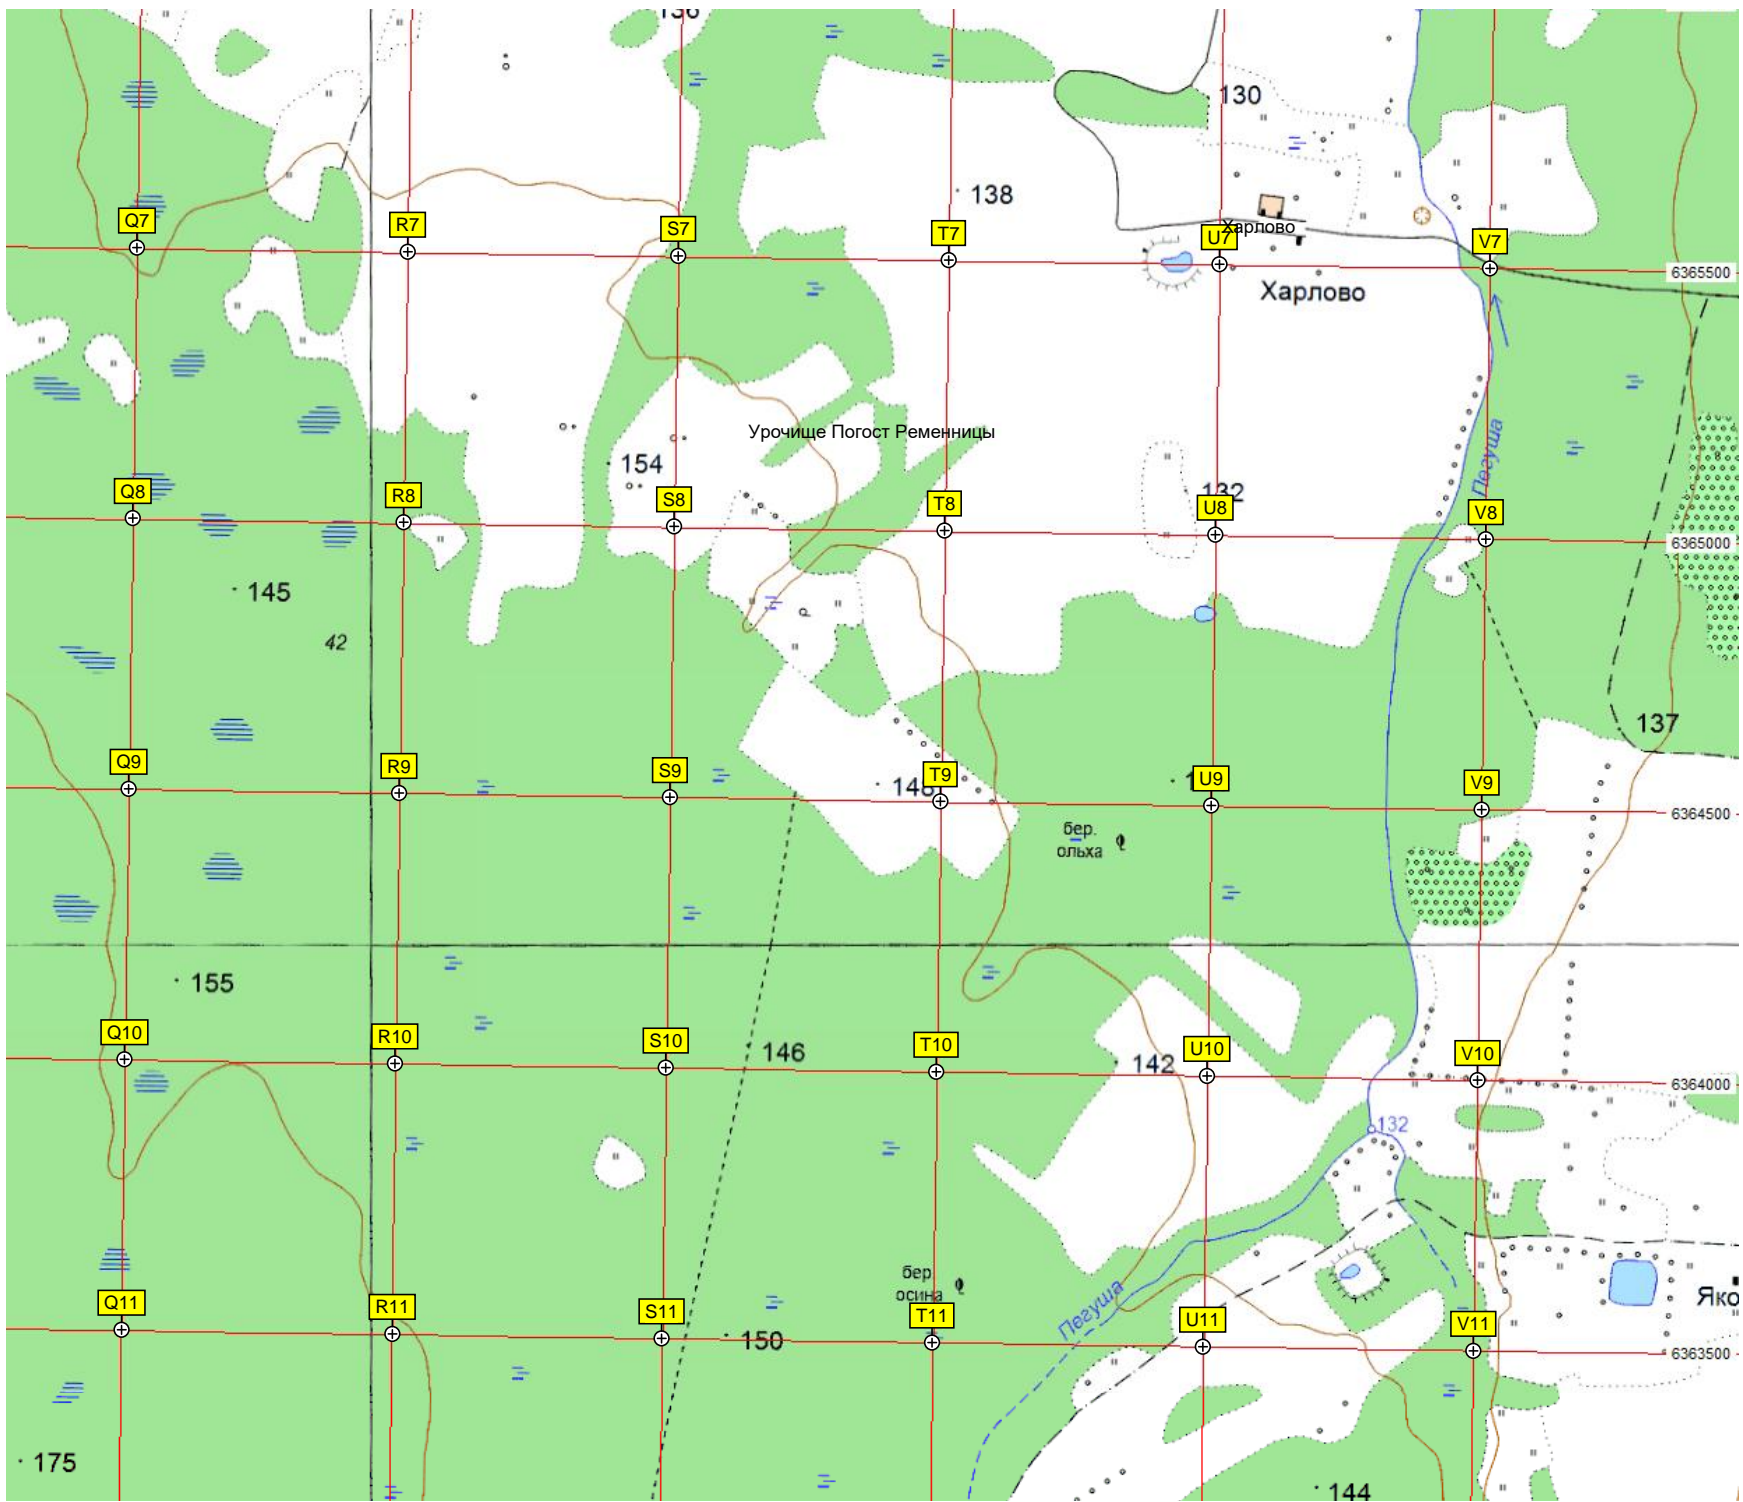 130
138
Q7
R7
S7
T7
U7
Харлово
V7
6365500
Харлово
Урочище Погост Ременницы
154
Пегуша
Q8
R8
S8
T8
132
U8
V8
6365000
145
42
137
Q9
R9
S9
148
T9
U9
V9
6364500
бер.
ольха
155
Q10
R10
S10
146
T10
142
U10
V10
6364000
132
бер.
осина
Пегуша
Яко
Q11
R11
S11
150
T11
U11
V11
6363500
175
144